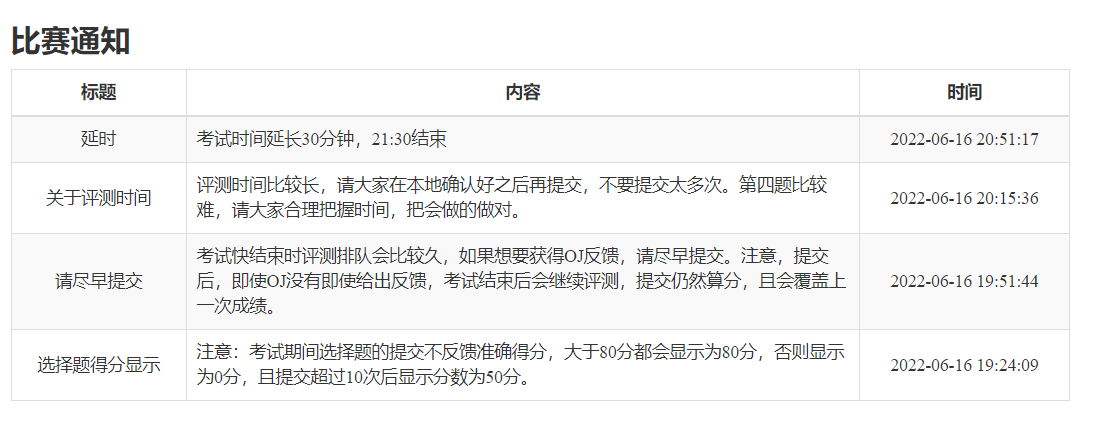 比赛通知
标题 内容 时间
延时 考试时间延长30分钟，21:30结束 2022-06-16 20:51:17
关于评测时间 评测时间比较长，请大家在本地确认好之后再提交，不要提交太多次。第四题比较
难，请大家合理把握时间，把会做的做对。 2022-06-16 20:15:36
考试快结束时评测排队会比较久，如果想要获得OJ反馈，请尽早提交。注意，提交
请尽早提交 后，即使OJ没有即使给出反馈，考试结束后会继续评测，提交仍然算分，且会覆盖上 2022-06-16 19:51:44
一次成绩。
选择题得分显示 注意：考试期间选择题的提交不反馈准确得分，大于80分都会显示为80分，否则显示
为0分，且提交超过10次后显示分数为50分。 2022-06-16 19:24:09